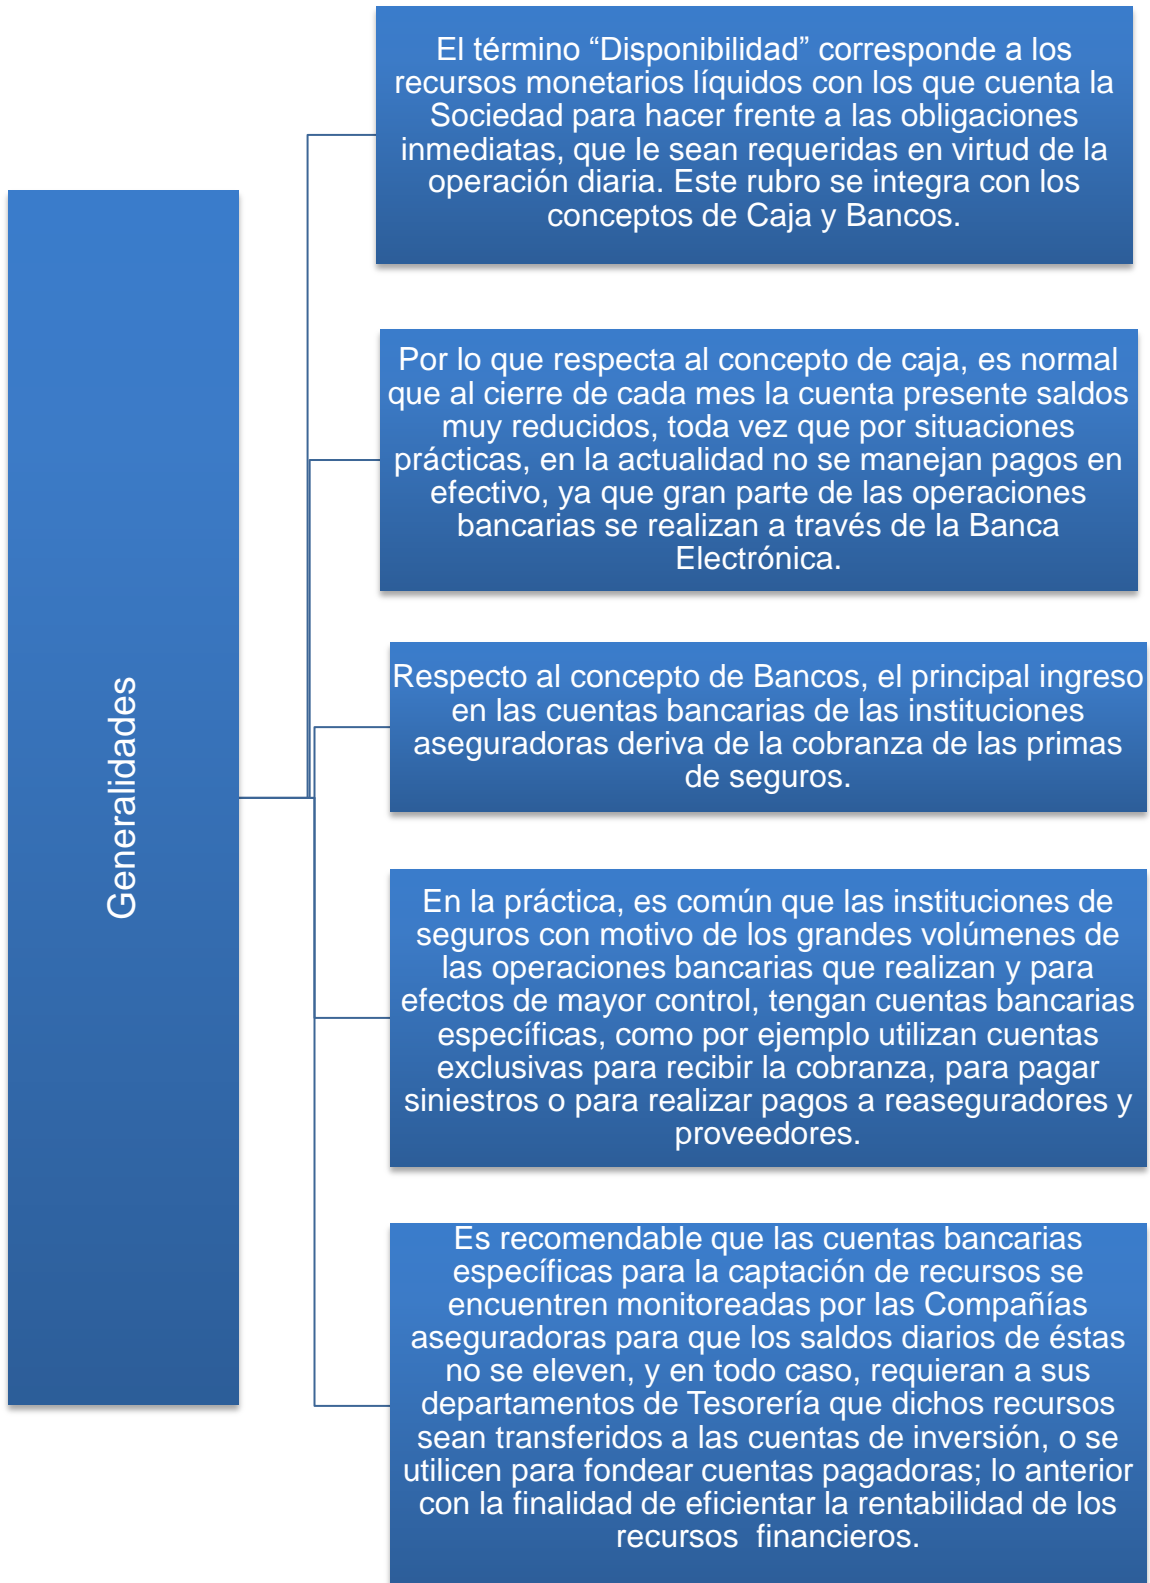 Generalidades
El término “Disponibilidad” corresponde a los
recursos monetarios líquidos con los que cuenta la
Sociedad para hacer frente a las obligaciones
inmediatas, que le sean requeridas en virtud de la
operación diaria. Este rubro se integra con los
conceptos de Caja y Bancos.
Por lo que respecta al concepto de caja, es normal
que al cierre de cada mes la cuenta presente saldos
muy reducidos, toda vez que por situaciones
prácticas, en la actualidad no se manejan pagos en
efectivo, ya que gran parte de las operaciones
bancarias se realizan a través de la Banca
Electrónica.
Respecto al concepto de Bancos, el principal ingreso
en las cuentas bancarias de las instituciones
aseguradoras deriva de la cobranza de las primas
de seguros.
En la práctica, es común que las instituciones de
seguros con motivo de los grandes volúmenes de
las operaciones bancarias que realizan y para
efectos de mayor control, tengan cuentas bancarias
específicas, como por ejemplo utilizan cuentas
exclusivas para recibir la cobranza, para pagar
siniestros o para realizar pagos a reaseguradores y
proveedores.
Es recomendable que las cuentas bancarias
específicas para la captación de recursos se
encuentren monitoreadas por las Compañías
aseguradoras para que los saldos diarios de éstas
no se eleven, y en todo caso, requieran a sus
departamentos de Tesorería que dichos recursos
sean transferidos a las cuentas de inversión, o se
utilicen para fondear cuentas pagadoras; lo anterior
con la finalidad de eficientar la rentabilidad de los
recursos financieros.